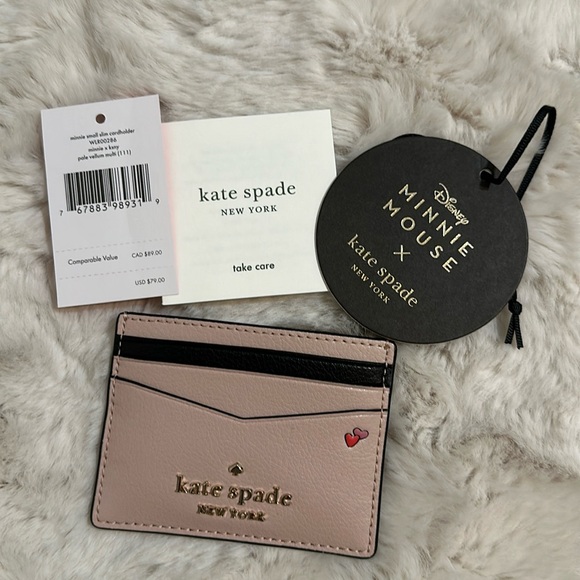 minnie small slim cardholder
WLR00286
minnie x ksny
pale vellum multi (111)
7 67883 98931 9
Comparable Value CAD $89.00
USD $79.00
kate spade
NEW YORK
take care
Disney
MINNIE
MOUSE
X
kate spade
NEW YORK
kate spade
NEW YORK